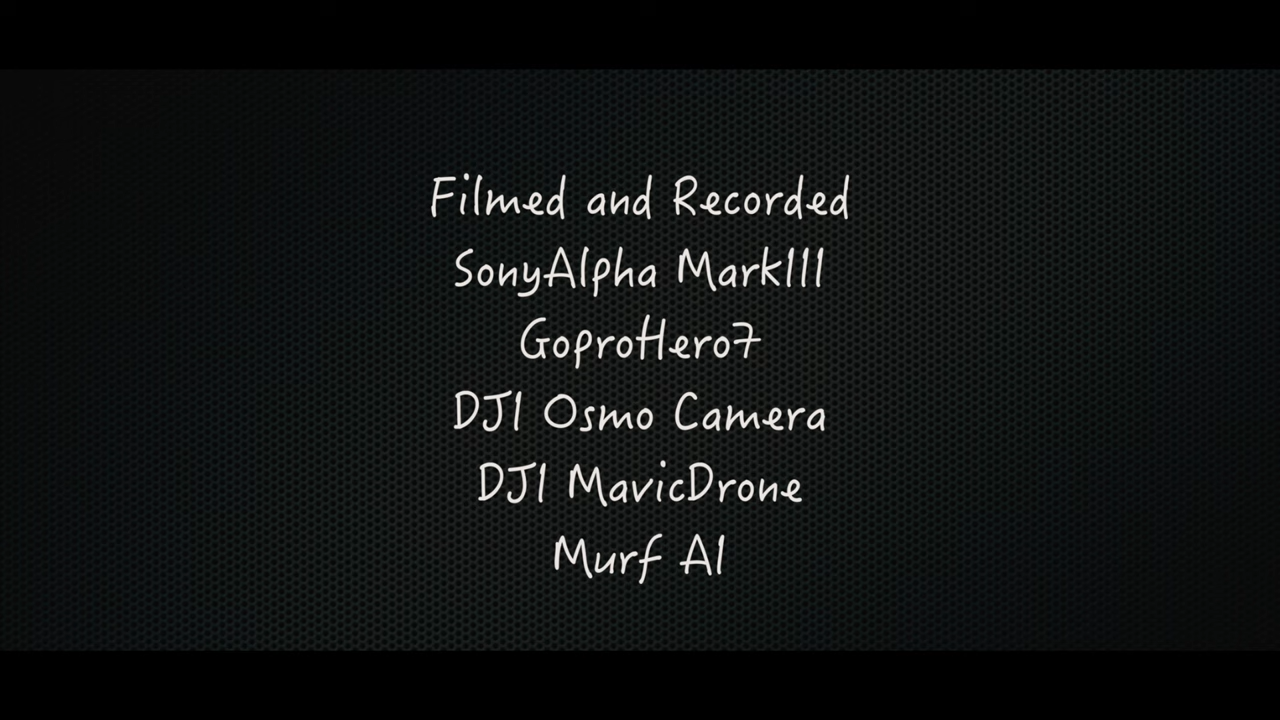 Filmed and Recorded
SonyAlpha MarkIII
GoproHero7
DJI Osmo Camera
DJI MavicDrone
Murf AI